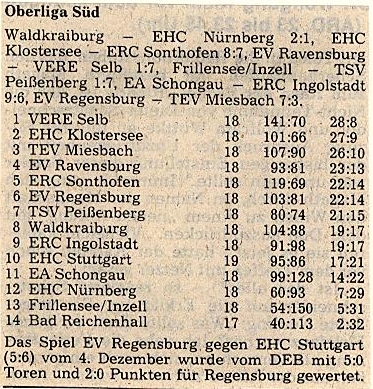 Oberliga Süd
Waldkraiburg — EHC Nürnberg 2:1, EHC
Klostersee — ERC Sonthofen 8:7, EV Ravensburg
— VERE Selb 1:7, Frillensee/Inzell — TSV
Peißenberg 1:7, EA Schongau — ERC Ingolstadt
9:6, EV Regensburg — TEV Miesbach 7:3.
1 VERE Selb 18 141:70 28:8
2 EHC Klostersee 18 101:66 27:9
3 TEV Miesbach 18 107:90 26:10
4 EV Ravensburg 18 93:81 23:13
5 ERC Sonthofen 18 119:69 22:14
6 EV Regensburg 18 103:81 22:14
7 TSV Peißenberg 18 80:74 21:15
8 Waldkraiburg 18 104:88 19:17
9 ERC Ingolstadt 18 91:98 19:17
10 EHC Stuttgart 19 95:86 17:21
11 EA Schongau 18 99:128 14:22
12 EHC Nürnberg 18 60:93 7:29
13 Frillensee/Inzell 18 54:150 5:31
14 Bad Reichenhall 17 40:113 2:32
Das Spiel EV Regensburg gegen EHC Stuttgart
(5:6) vom 4. Dezember wurde vom DEB mit 5:0
Toren und 2:0 Punkten für Regensburg gewertet.